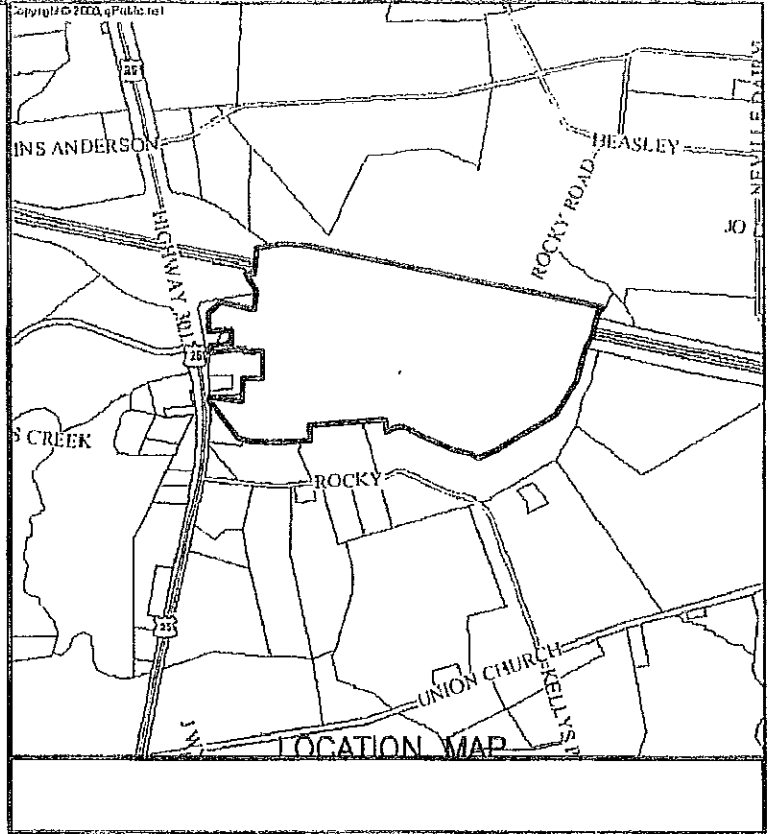 Copyright © 2003, qPublic.net
25
INS ANDERSON
BEASLEY
NEVILLE DAIRY
ROCKY ROAD
JO
HIGHWAY 301
25
S CREEK
ROCKY
25
UNION CHURCH
KELLYS P
J W
LOCATION MAP